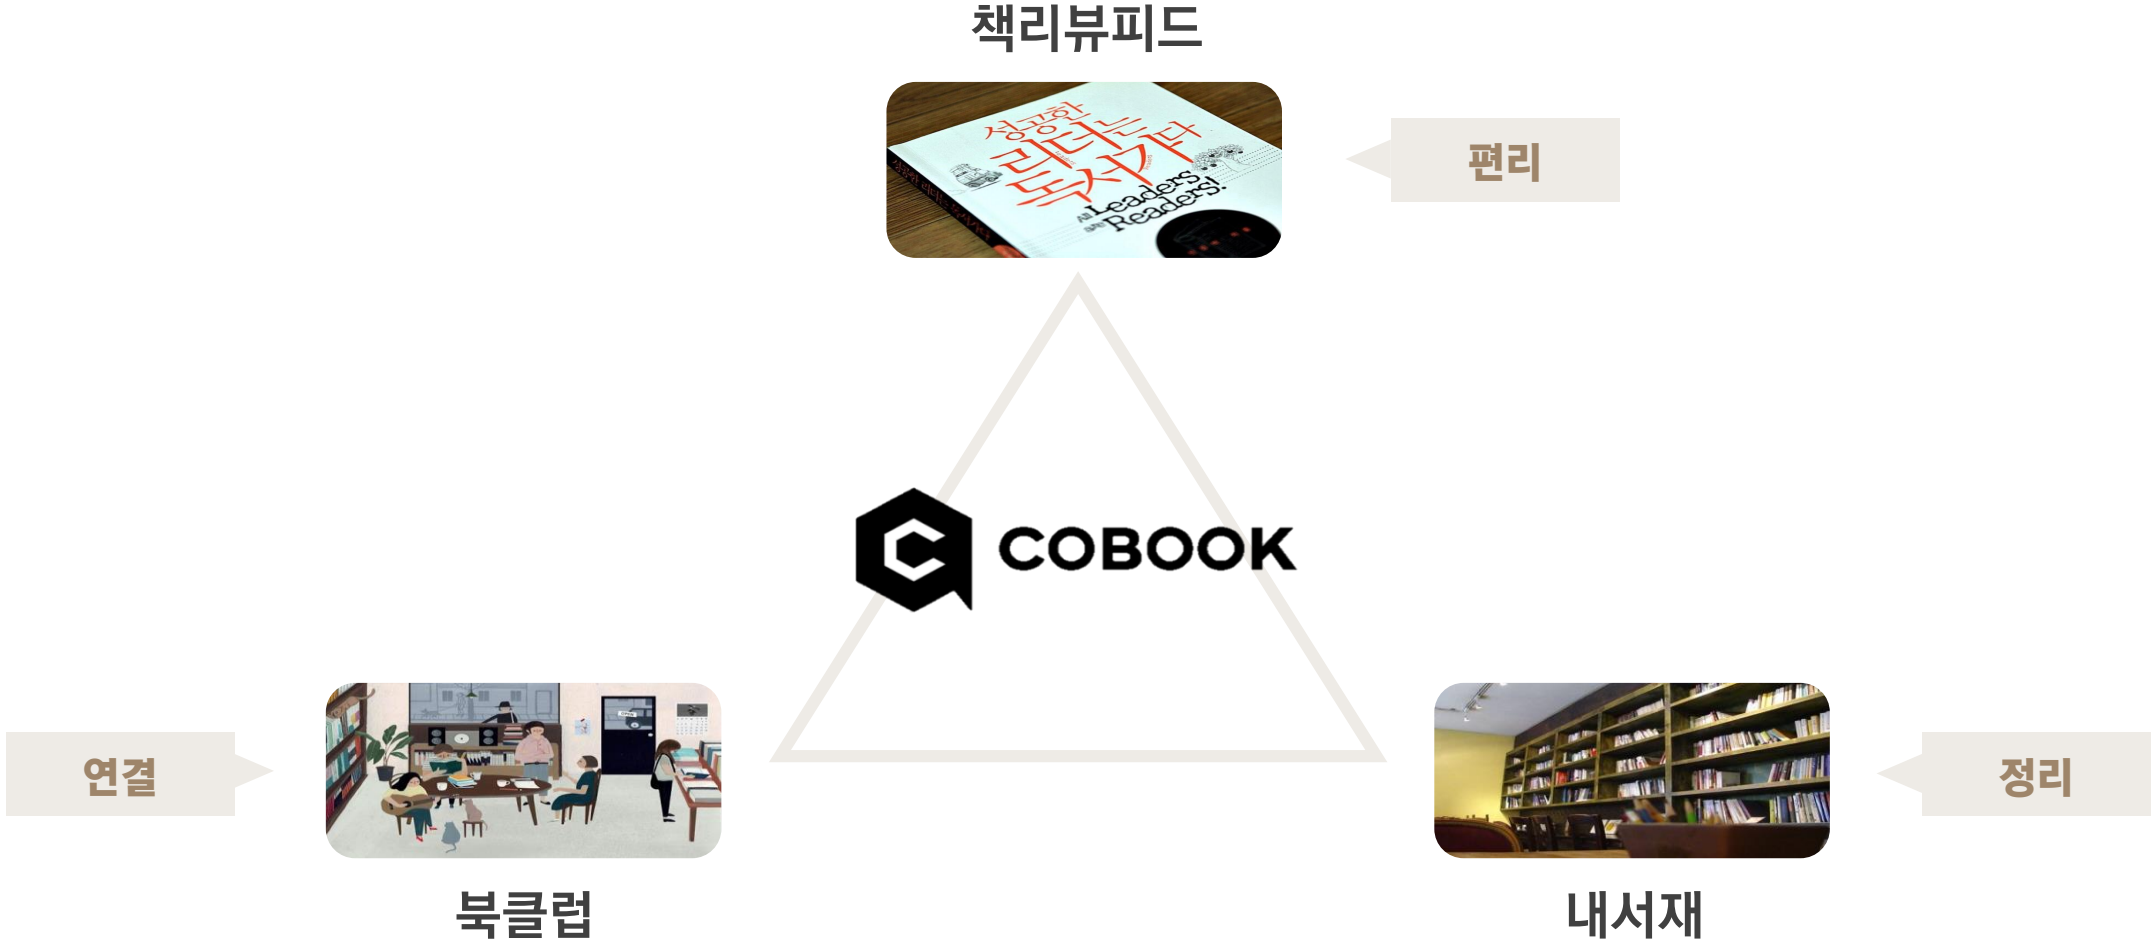 책리뷰피드
성공한
리더는
독서가다
All Leaders
are Readers!
편리
COBOOK
연결
정리
북클럽
내서재